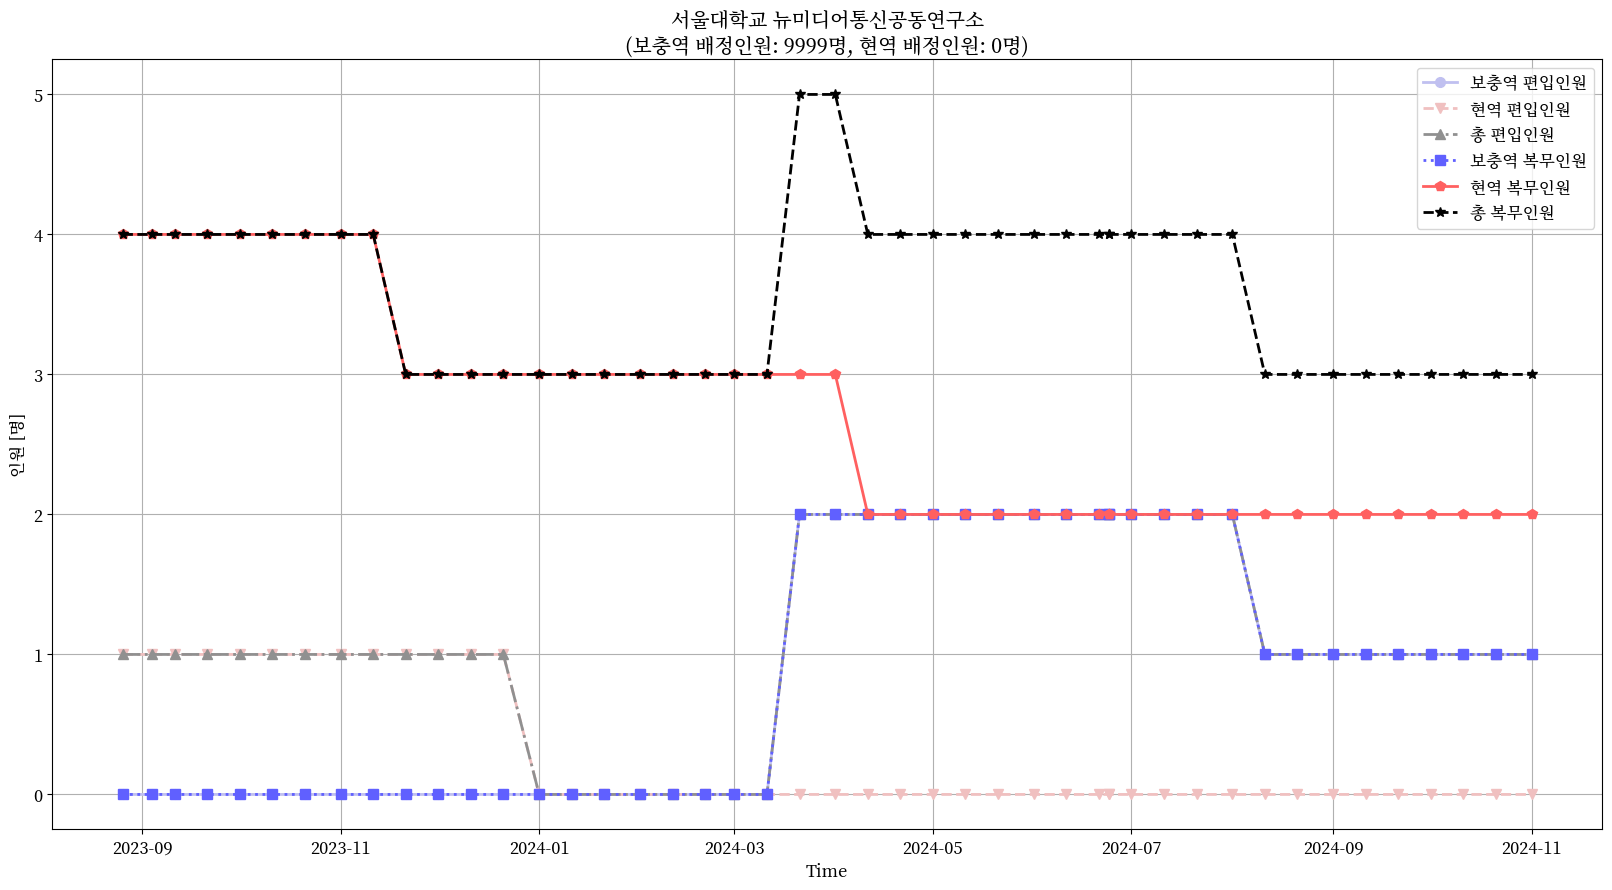 서울대학교 뉴미디어통신공동연구소
(보충역 배정인원: 9999명, 현역 배정인원: 0명)
보충역 편입인원
현역 편입인원
총 편입인원
보충역 복무인원
현역 복무인원
총 복무인원
인원 [명]
5
4
3
2
1
0
2023-09
2023-11
2024-01
2024-03
2024-05
2024-07
2024-09
2024-11
Time